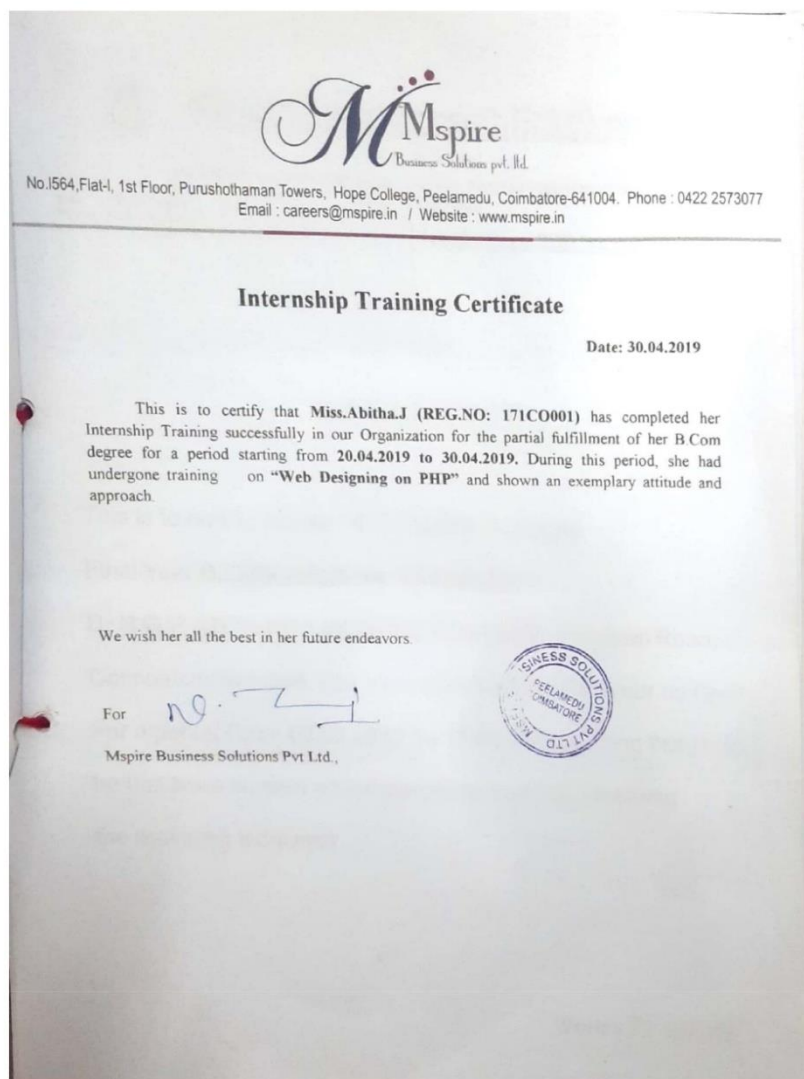 Mspire
Business Solutions pvt. ltd.
No.I564,Flat-I, 1st Floor, Purushothaman Towers, Hope College, Peelamedu, Coimbatore-641004. Phone : 0422 2573077
Email : careers@mspire.in / Website : www.mspire.in
Internship Training Certificate
Date: 30.04.2019
This is to certify that Miss.Abitha.J (REG.NO: 171CO001) has completed her
Internship Training successfully in our Organization for the partial fulfillment of her B.Com
degree for a period starting from 20.04.2019 to 30.04.2019. During this period, she had
undergone training on “Web Designing on PHP” and shown an exemplary attitude and
approach.
We wish her all the best in her future endeavors.
For
Mspire Business Solutions Pvt Ltd.,
SINESS SOLUTIONS PVT LTD
PEELAMEDU
COIMBATORE